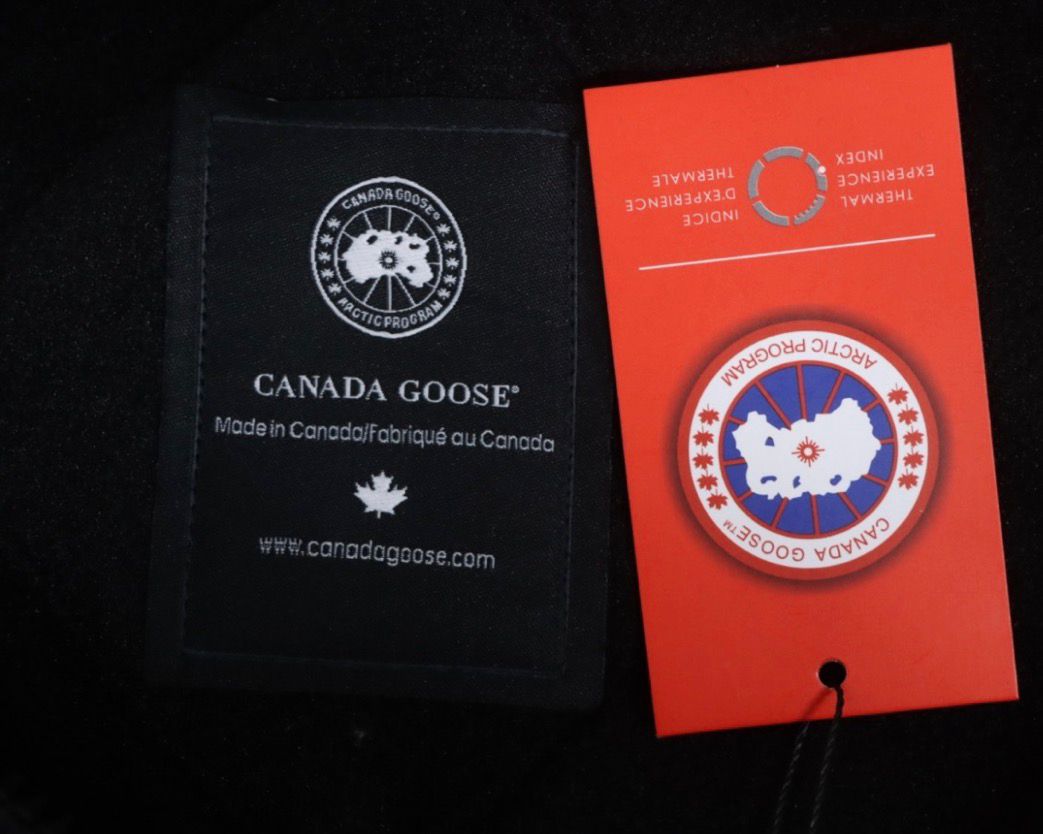 CANADA GOOSE®
ARCTIC PROGRAM
CANADA GOOSE®
Made in Canada/Fabriqué au Canada
www.canadagoose.com
THERMAL
EXPERIENCE
INDEX
INDICE
D'EXPERIENCE
THERMALE
ARCTIC PROGRAM
CANADA GOOSE™